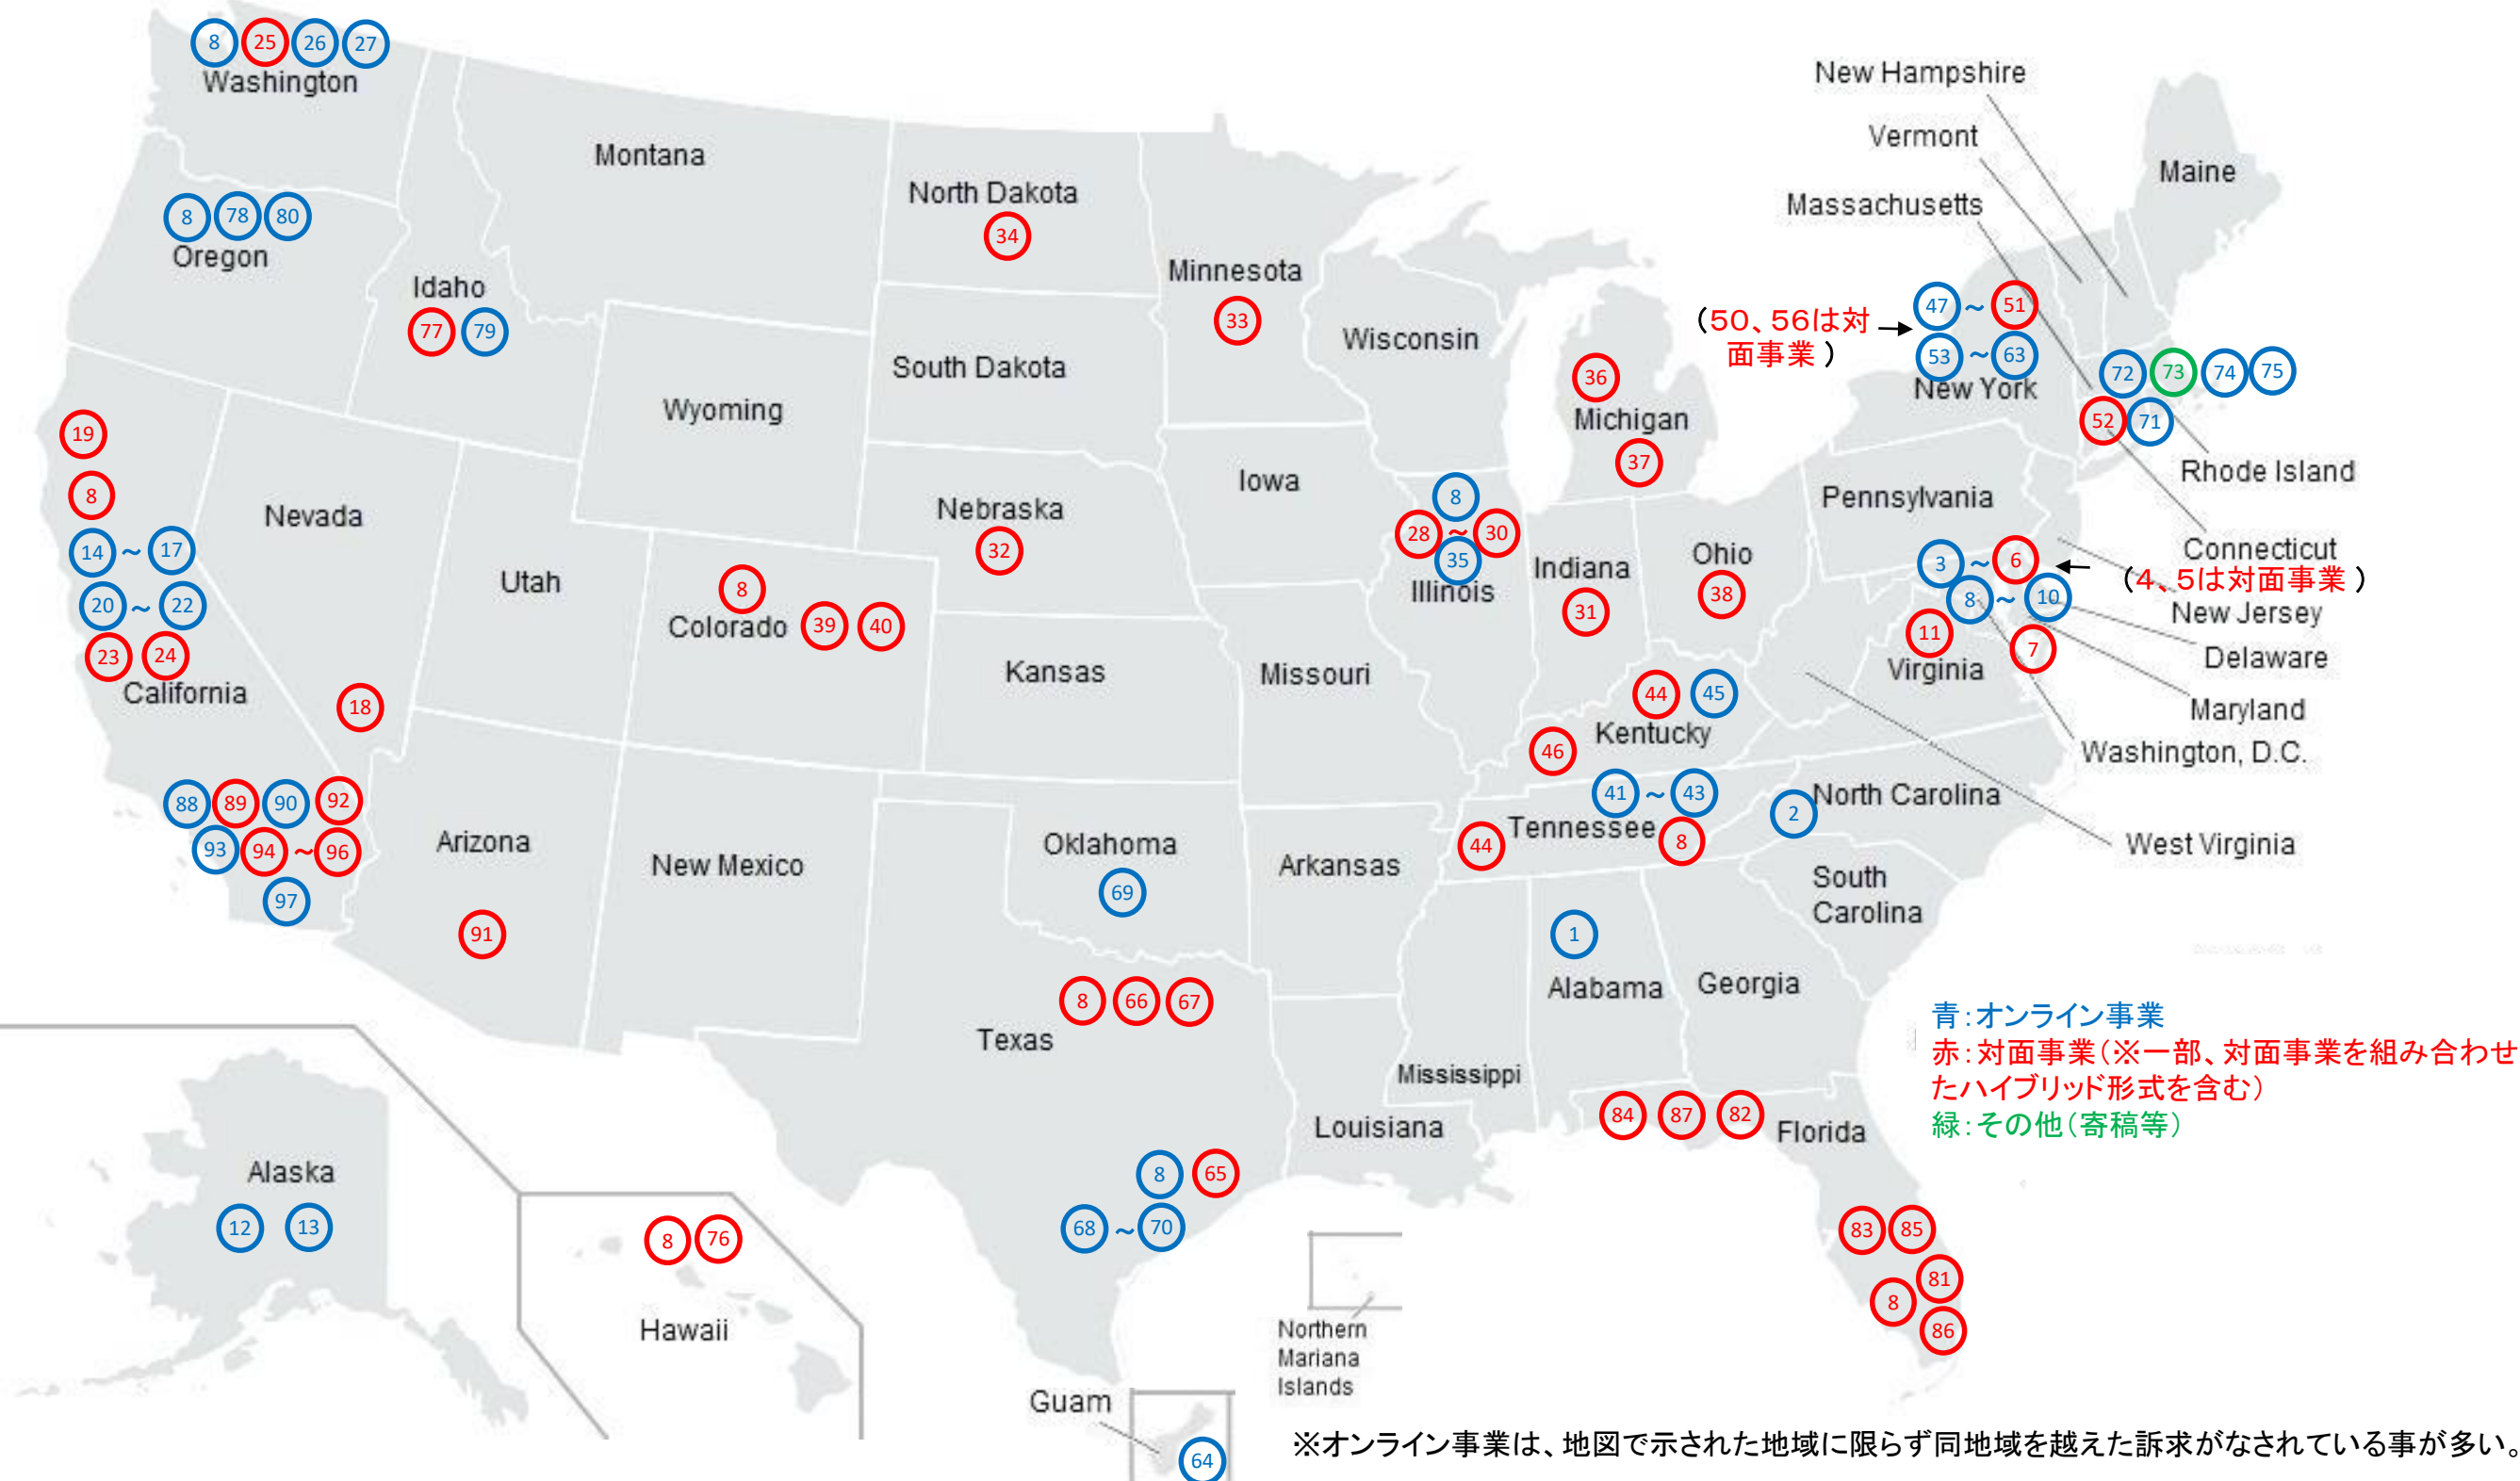 8 25 26 27
Washington
Montana
North Dakota
34
Minnesota
33
8 78 80
Oregon
Idaho
77 79
Wyoming
South Dakota
Wisconsin
36
Michigan
37
New Hampshire
Vermont
Massachusetts
Maine
(50、56は対
面事業 )
47 ~ 51
53 ~ 63
New York
72 73 74 75
52 71
Rhode Island
Connecticut
Pennsylvania
3 ~ 6
(4、5は対面事業 )
8 ~ 10
New Jersey
Delaware
11
7
Virginia
Maryland
Washington, D.C.
West Virginia
19
8
14 ~ 17
20 ~ 22
23 24
California
18
Nevada
Utah
8
Colorado 39 40
Nebraska
32
Iowa
8
28 ~ 30
35
Illinois
Indiana
31
Ohio
38
Kansas
Missouri
44 45
Kentucky
46
41 ~ 43
Tennessee
44
8
2
North Carolina
South
Carolina
88 89 90 92
93 94 ~ 96
97
Arizona
91
New Mexico
Oklahoma
69
Arkansas
1
Alabama
Georgia
8 66 67
Texas
Mississippi
Louisiana
84 87 82
Florida
8 65
68 ~ 70
83 85
81
8
86
青：オンライン事業
赤：対面事業（※一部、対面事業を組み合わせ
たハイブリッド形式を含む）
緑：その他（寄稿等）
Alaska
12 13
8 76
Hawaii
Northern
Mariana
Islands
Guam
64
※オンライン事業は、地図で示された地域に限らず同地域を越えた訴求がなされている事が多い。